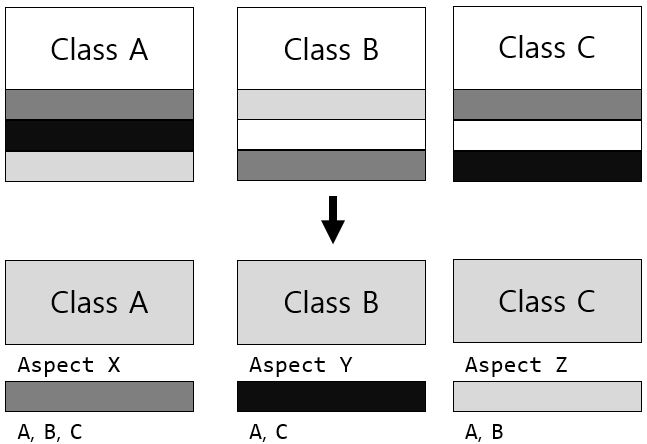 Class A
Class B
Class C
Class A
Class B
Class C
Aspect X
Aspect Y
Aspect Z
A, B, C
A, C
A, B